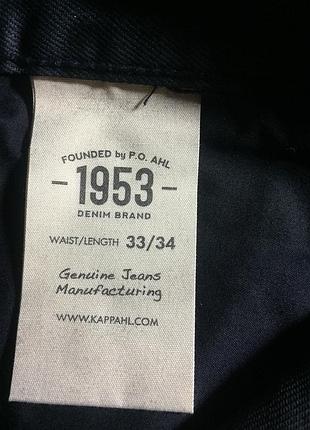 FOUNDED by P.O. AHL
- 1953 -
DENIM BRAND
WAIST/LENGTH 33/34
Genuine Jeans
Manufacturing
WWW.KAPPAHL.COM